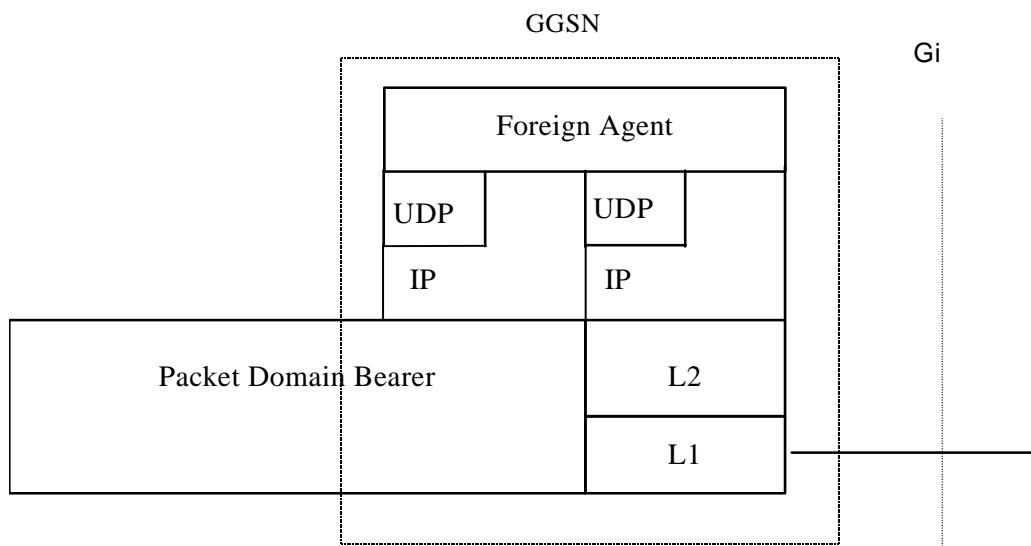 GGSN
Gi
Foreign Agent
UDP
UDP
IP
IP
Packet Domain Bearer
L2
L1